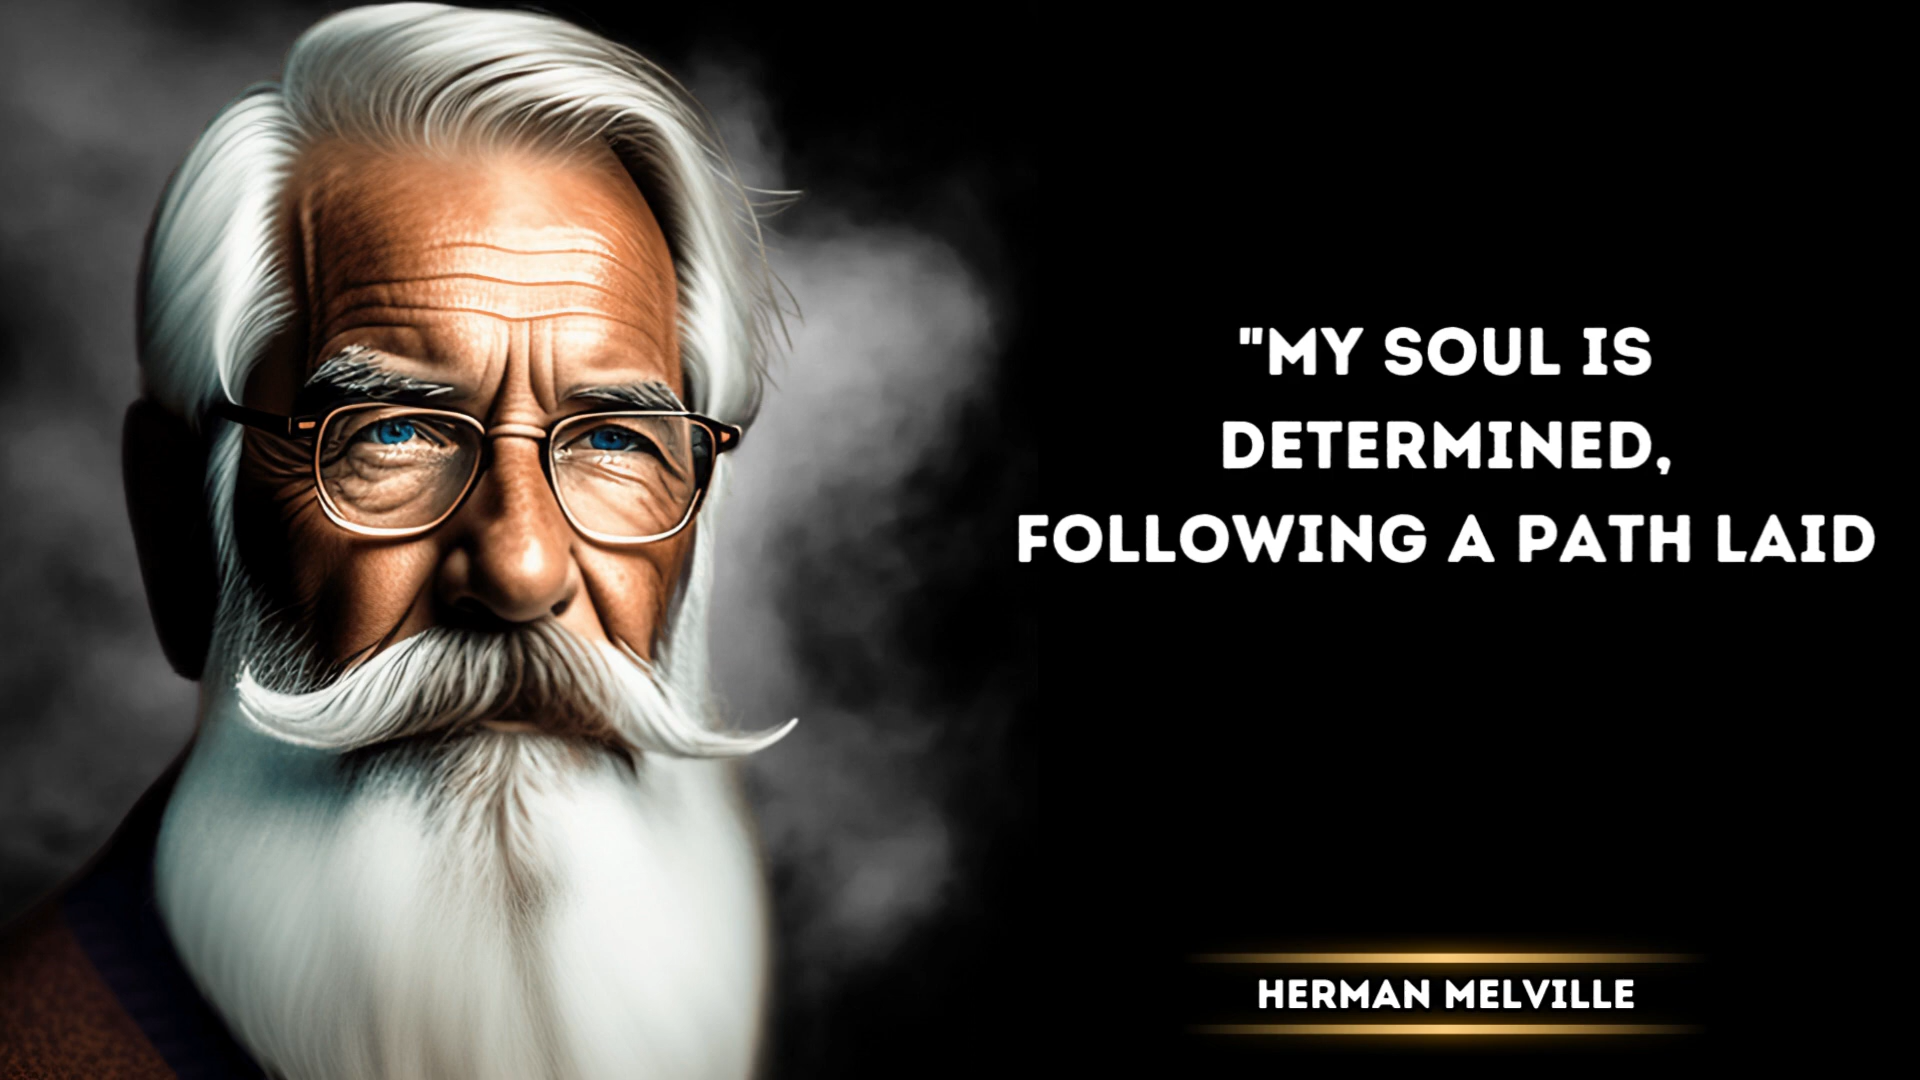 "MY SOUL IS
DETERMINED,
FOLLOWING A PATH LAID
HERMAN MELVILLE